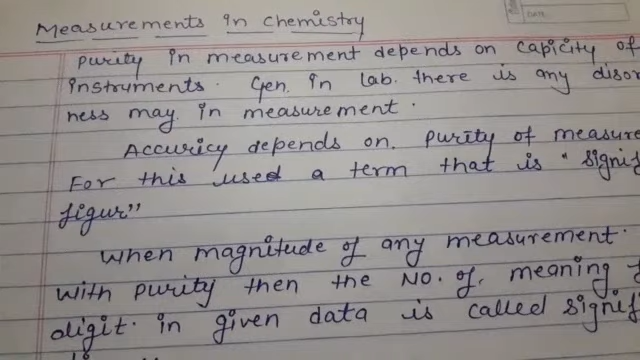 DATE
Measurements in Chemistry
Purity in measurement depends on Capicity of
instruments. Gen. in lab. there is any disor
ness may in measurement.
Accuricy depends on. Purity of measure
For this used a term that is "signif
figur"
When magnitude of any measurement.
With purity then the No. of. meaning f
digit. in given data is called signif